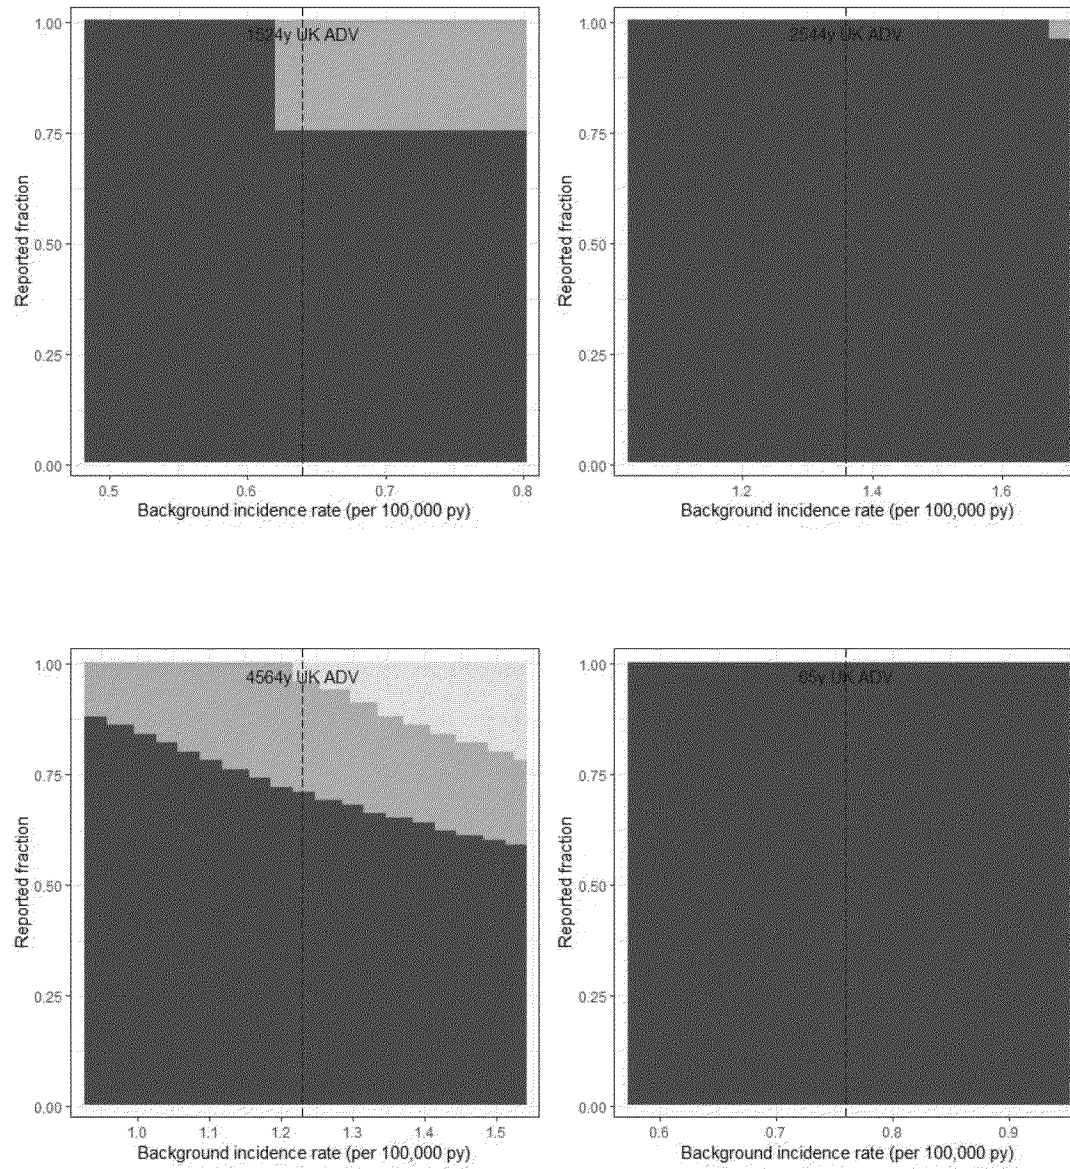 1524y UK ADV
1.00
0.75
0.50
0.25
0.00
Reported fraction
0.5 0.6 0.7 0.8
Background incidence rate (per 100,000 py)
2544y UK ADV
1.00
0.75
0.50
0.25
0.00
Reported fraction
1.2 1.4 1.6
Background incidence rate (per 100,000 py)
4564y UK ADV
1.00
0.75
0.50
0.25
0.00
Reported fraction
1.0 1.1 1.2 1.3 1.4 1.5
Background incidence rate (per 100,000 py)
65y UK ADV
1.00
0.75
0.50
0.25
0.00
Reported fraction
0.6 0.7 0.8 0.9
Background incidence rate (per 100,000 py)